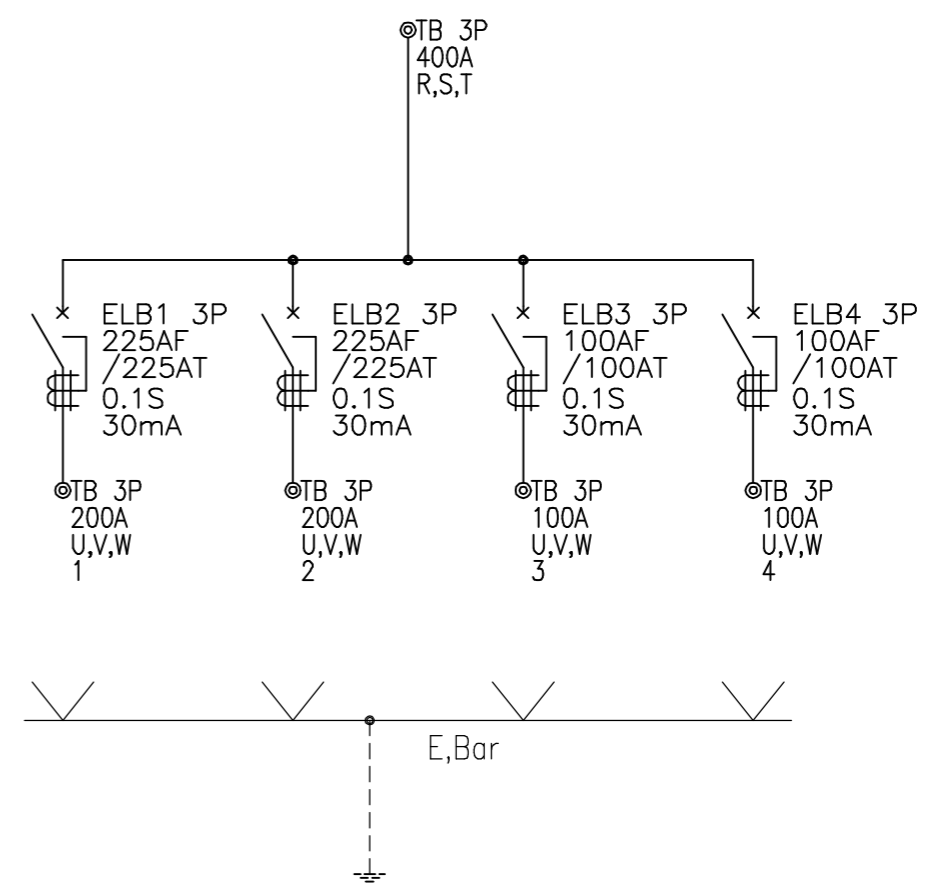 TB 3P
400A
R,S,T
ELB1 3P
225AF
/225AT
0.1S
30mA
ELB2 3P
225AF
/225AT
0.1S
30mA
ELB3 3P
100AF
/100AT
0.1S
30mA
ELB4 3P
100AF
/100AT
0.1S
30mA
TB 3P
200A
U,V,W
1
TB 3P
200A
U,V,W
2
TB 3P
100A
U,V,W
3
TB 3P
100A
U,V,W
4
E,Bar